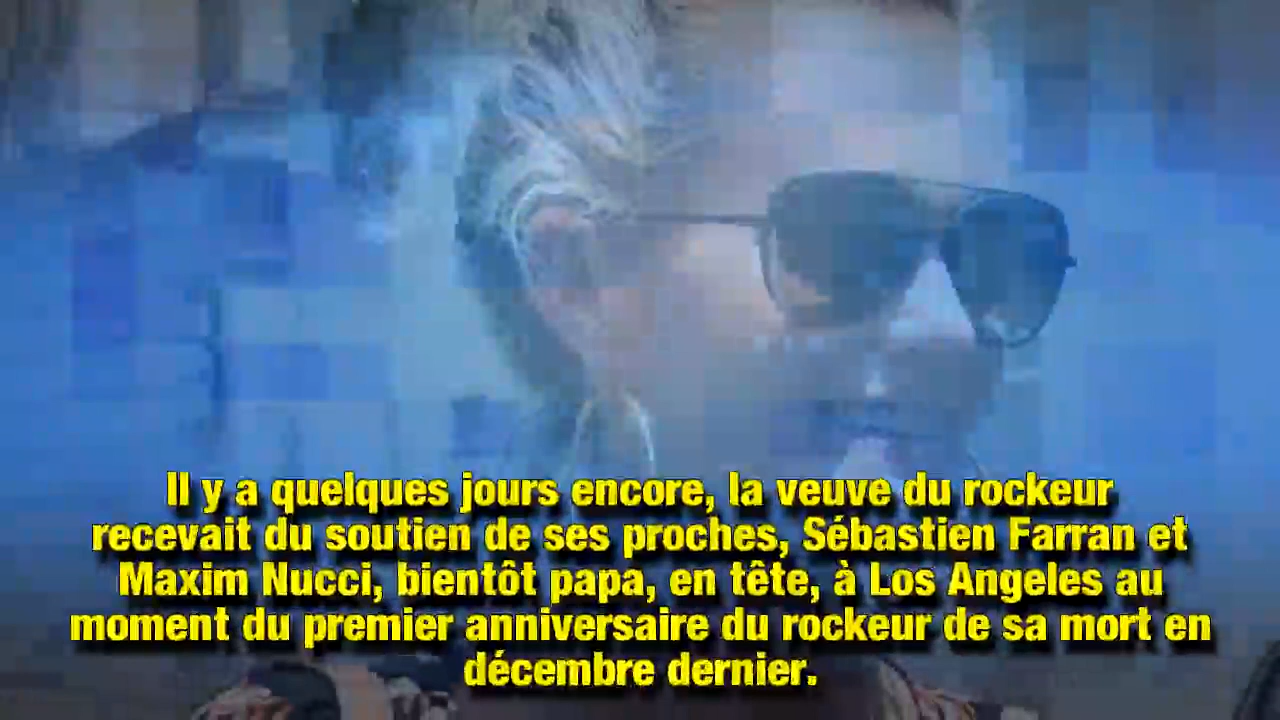 Il y a quelques jours encore, la veuve du rockeur
recevait du soutien de ses proches, Sébastien Farran et
Maxim Nucci, bientôt papa, en tête, à Los Angeles au
moment du premier anniversaire du rockeur de sa mort en
décembre dernier.